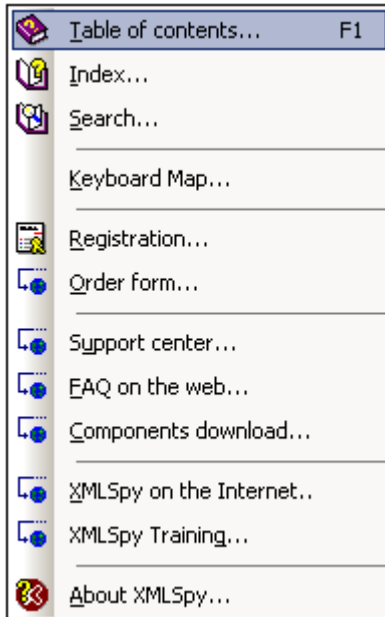 Table of contents... F1
Index...
Search...
Keyboard Map...
Registration...
Order form...
Support center...
FAQ on the web...
Components download...
XMLSpy on the Internet..
XMLSpy Training...
About XMLSpy...